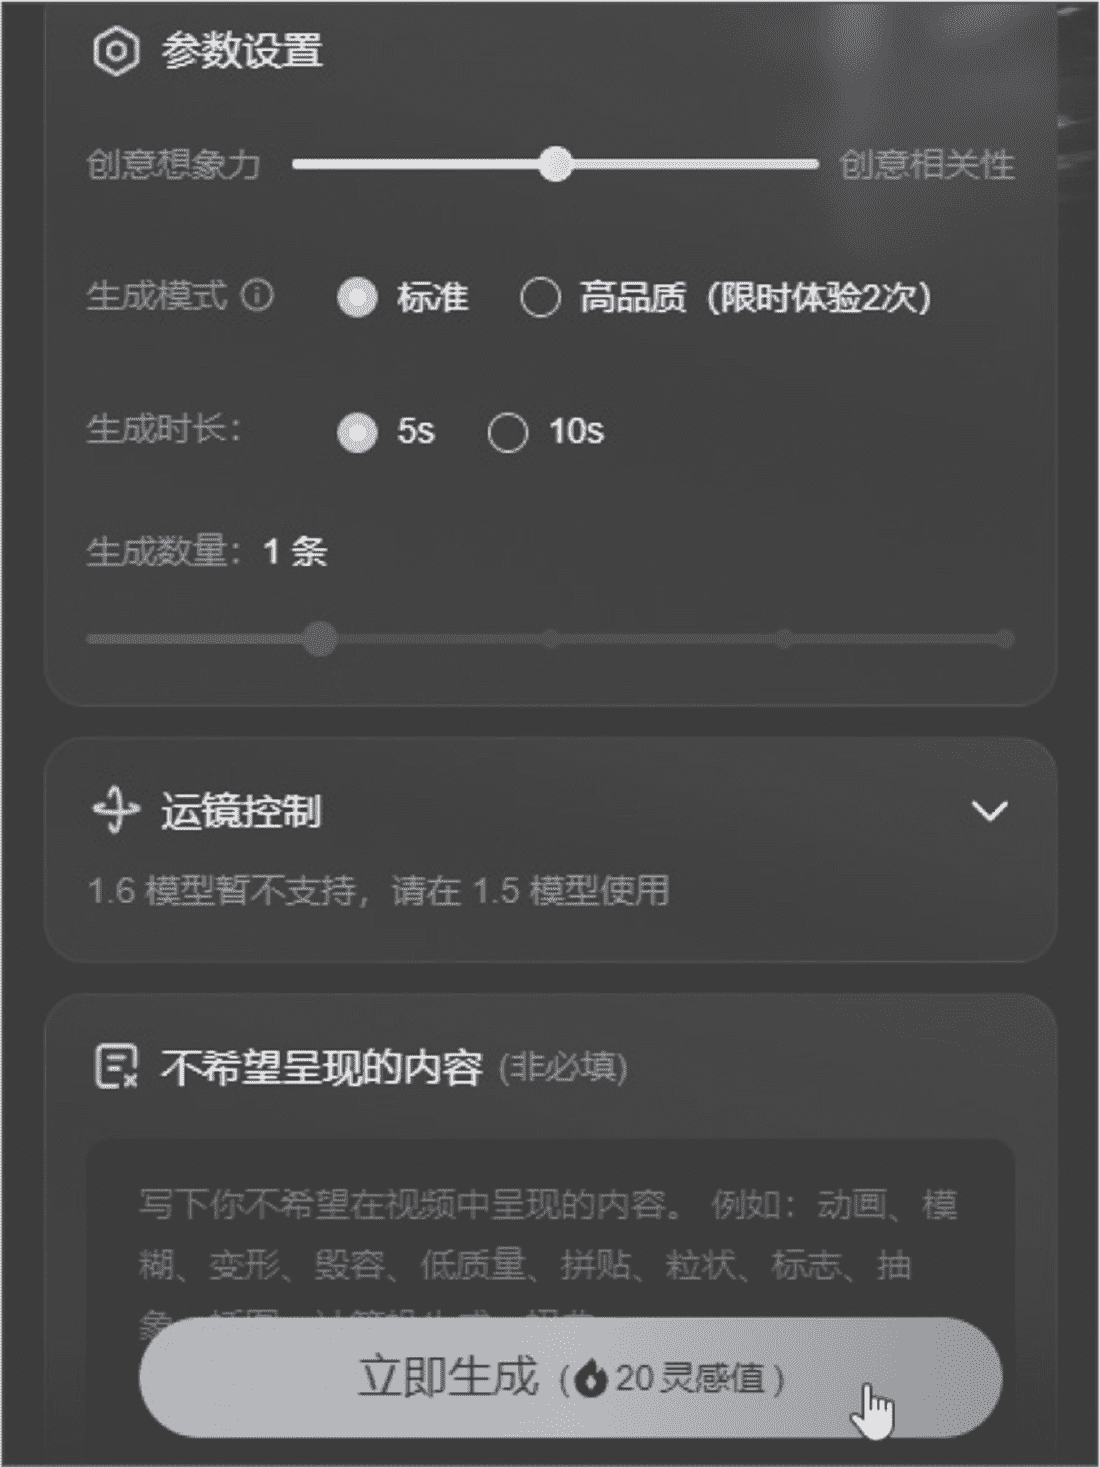 参数设置
创意想象力 创意相关性
生成模式 标准 高品质（限时体验2次）
生成时长： 5s 10s
生成数量：1 条
运镜控制
1.6 模型暂不支持，请在 1.5 模型使用
不希望呈现的内容 (非必填)
写下你不希望在视频中呈现的内容。 例如：动画、模
糊、变形、毁容、低质量、拼贴、粒状、标志、抽
立即生成（20 灵感值）